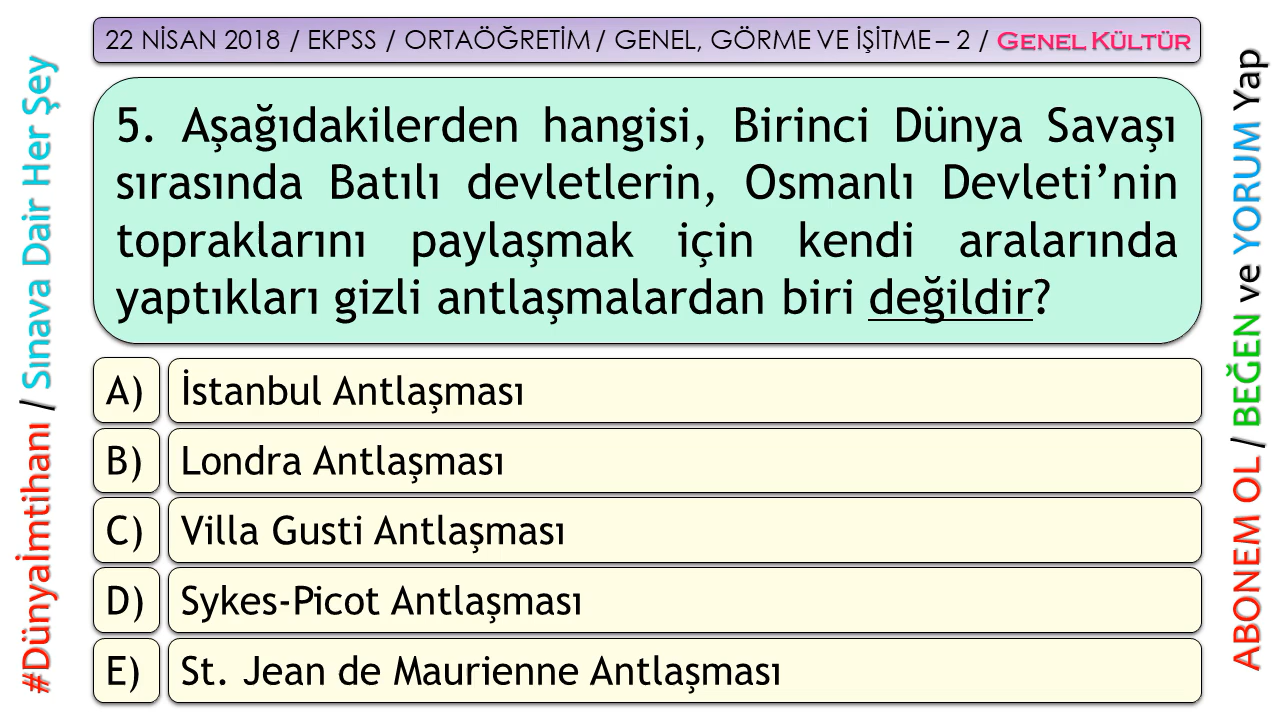 22 NİSAN 2018 / EKPSS / ORTAÖĞRETİM / GENEL, GÖRME VE İŞİTME – 2 / GENEL KÜLTÜR
5. Aşağıdakilerden hangisi, Birinci Dünya Savaşı
sırasında Batılı devletlerin, Osmanlı Devleti’nin
topraklarını paylaşmak için kendi aralarında
yaptıkları gizli antlaşmalardan biri değildir?
A) İstanbul Antlaşması
B) Londra Antlaşması
C) Villa Gusti Antlaşması
D) Sykes-Picot Antlaşması
E) St. Jean de Maurienne Antlaşması
#Dünyaİmtihanı / Sınava Dair Her Şey
ABONEM OL / BEĞEN ve YORUM Yap